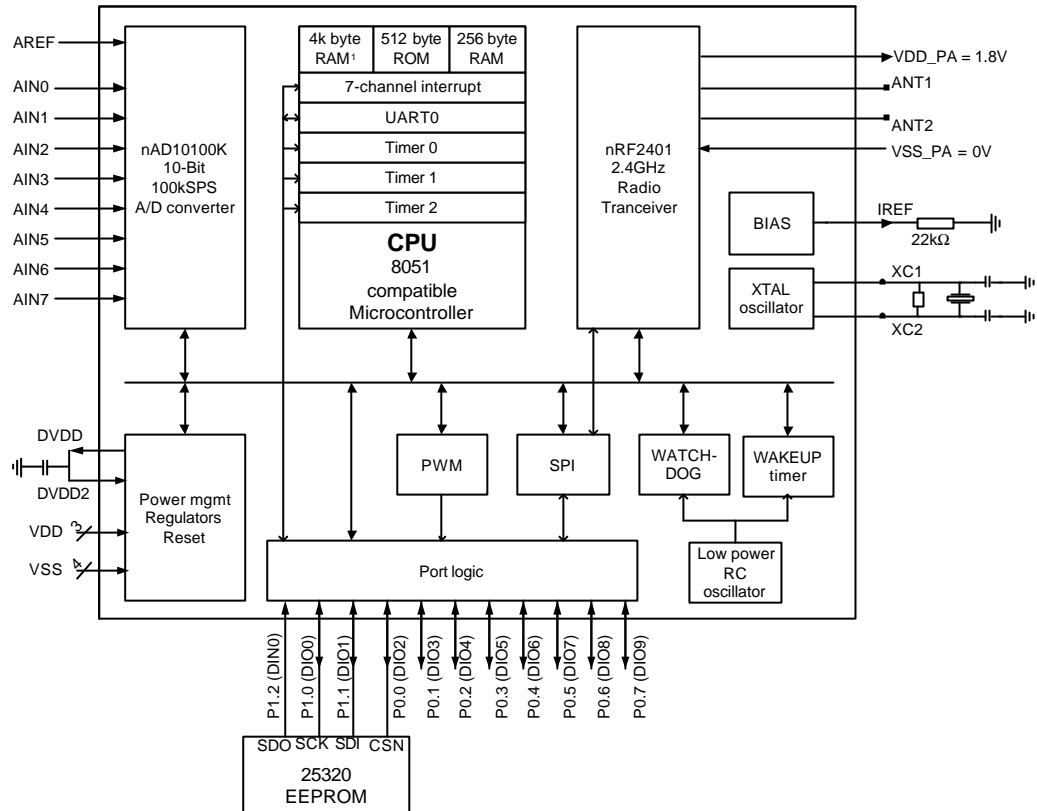 AREF
AIN0
AIN1
AIN2
AIN3
AIN4
AIN5
AIN6
AIN7
nAD10100K
10-Bit
100kSPS
A/D converter
4k byte
RAM¹
512 byte
ROM
256 byte
RAM
7-channel interrupt
UART0
Timer 0
Timer 1
Timer 2
CPU
8051
compatible
Microcontroller
nRF2401
2.4GHz
Radio
Tranceiver
VDD_PA = 1.8V
ANT1
ANT2
VSS_PA = 0V
BIAS
IREF
22kΩ
XTAL
oscillator
XC1
XC2
DVDD
DVDD2
VDD
3
VSS
4
Power mgmt
Regulators
Reset
PWM
SPI
WATCH-
DOG
WAKEUP
timer
Port logic
Low power
RC
oscillator
P1.2 (DIN0)
P1.0 (DIO0)
P1.1 (DIO1)
P0.0 (DIO2)
P0.1 (DIO3)
P0.2 (DIO4)
P0.3 (DIO5)
P0.4 (DIO6)
P0.5 (DIO7)
P0.6 (DIO8)
P0.7 (DIO9)
SDO
SCK
SDI
CSN
25320
EEPROM